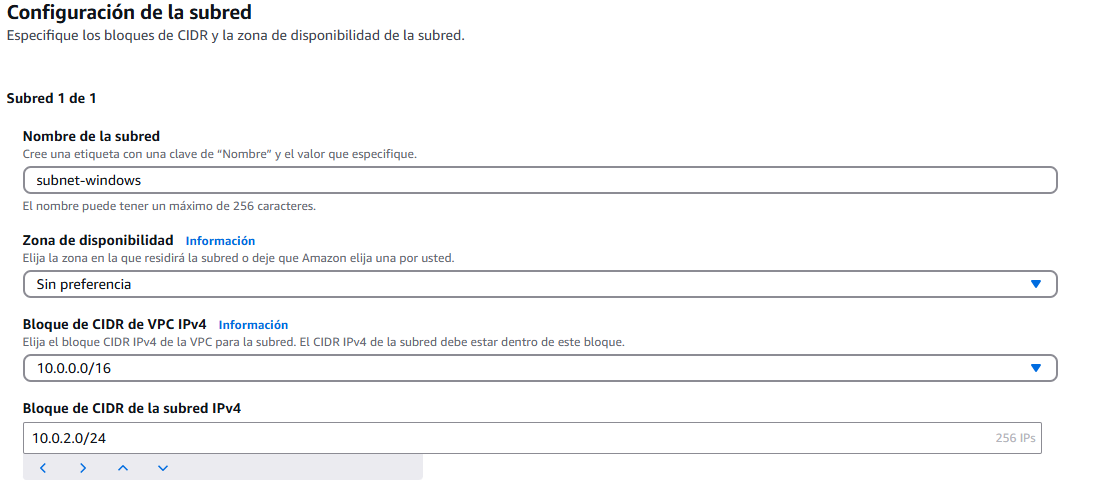 Configuración de la subred
Especifique los bloques de CIDR y la zona de disponibilidad de la subred.
Subred 1 de 1
Nombre de la subred
Cree una etiqueta con una clave de "Nombre" y el valor que especifique.
subnet-windows
El nombre puede tener un máximo de 256 caracteres.
Zona de disponibilidad Información
Elija la zona en la que residirá la subred o deje que Amazon elija una por usted.
Sin preferencia
Bloque de CIDR de VPC IPv4 Información
Elija el bloque CIDR IPv4 de la VPC para la subred. El CIDR IPv4 de la subred debe estar dentro de este bloque.
10.0.0.0/16
Bloque de CIDR de la subred IPv4
10.0.2.0/24 256 IPs